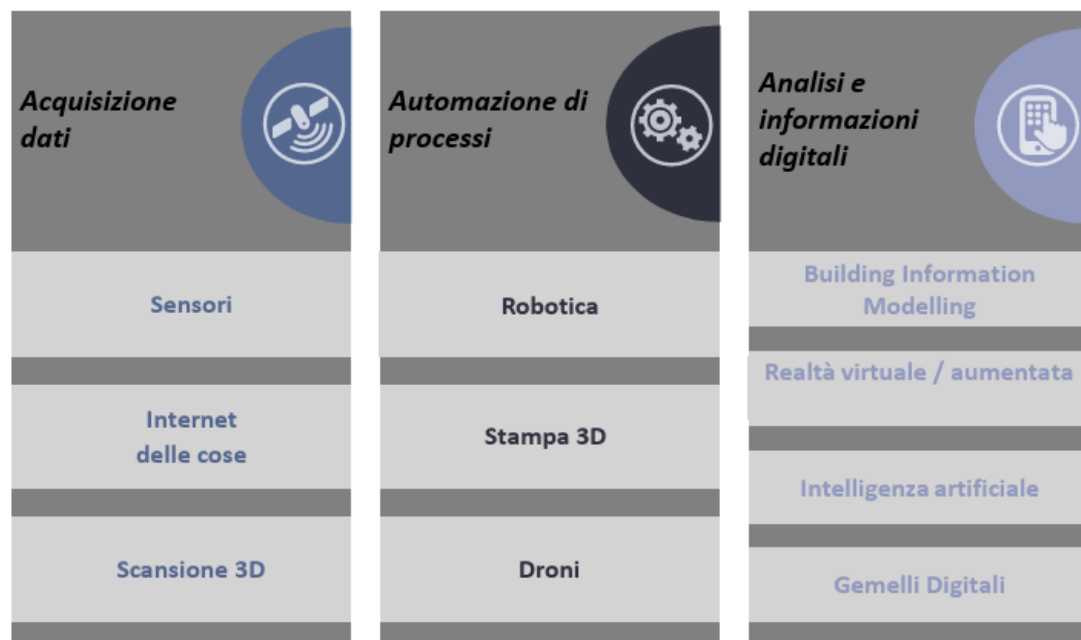 Acquisizione
dati
Sensori
Internet
delle cose
Scansione 3D
Automazione di
processi
Robotica
Stampa 3D
Droni
Analisi e
informazioni
digitali
Building Information
Modelling
Realtà virtuale / aumentata
Intelligenza artificiale
Gemelli Digitali